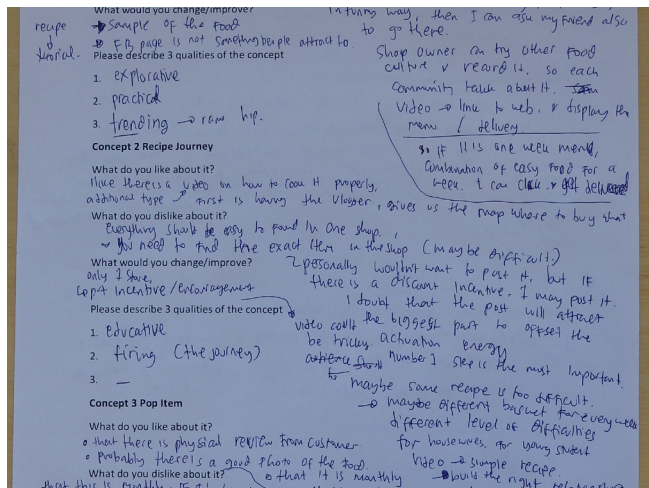 in funny way, then I can ask my friend also
to go there.
What would you change/improve?
recipe
tutorial.
sample of the food
FB page is not something people attract to.
Please describe 3 qualities of the concept
1. explorative
2. practical
3. trending → hip.
shop owner can try other food
culture & record it. so each
community talk about it.
video → link to web. & display the
menu / delivery
if it is one week menu,
combination of easy food for a
week. I can click & get delivered
Concept 2 Recipe Journey
What do you like about it?
I like there is a video on how to cook it properly,
additional type first is having the vlogger, gives us the map where to buy that
What do you dislike about it?
everything should be easy to found in one shop.
you need to find the exact item in the shop (maybe difficult.)
What would you change/improve?
only 1 store,
incentive / encouragement
I personally wouldn't want to post it, but if
there is a discount incentive, I may post it.
I doubt that the post will attract
Please describe 3 qualities of the concept
1. educative
2. tiring (the journey)
3. —
video could the biggest part to offset the
be tricky activation energy
number 1 step is the most important.
maybe some recipe is too difficult.
→ maybe different basket for every week
different level of difficulties
for housewives, for young student
video → simple recipe.
build the right
Concept 3 Pop Item
What do you like about it?
• that there is physical review from customer
• probably there is a good photo of the food.
What do you dislike about it?
• that it is monthly
that this is monthly.